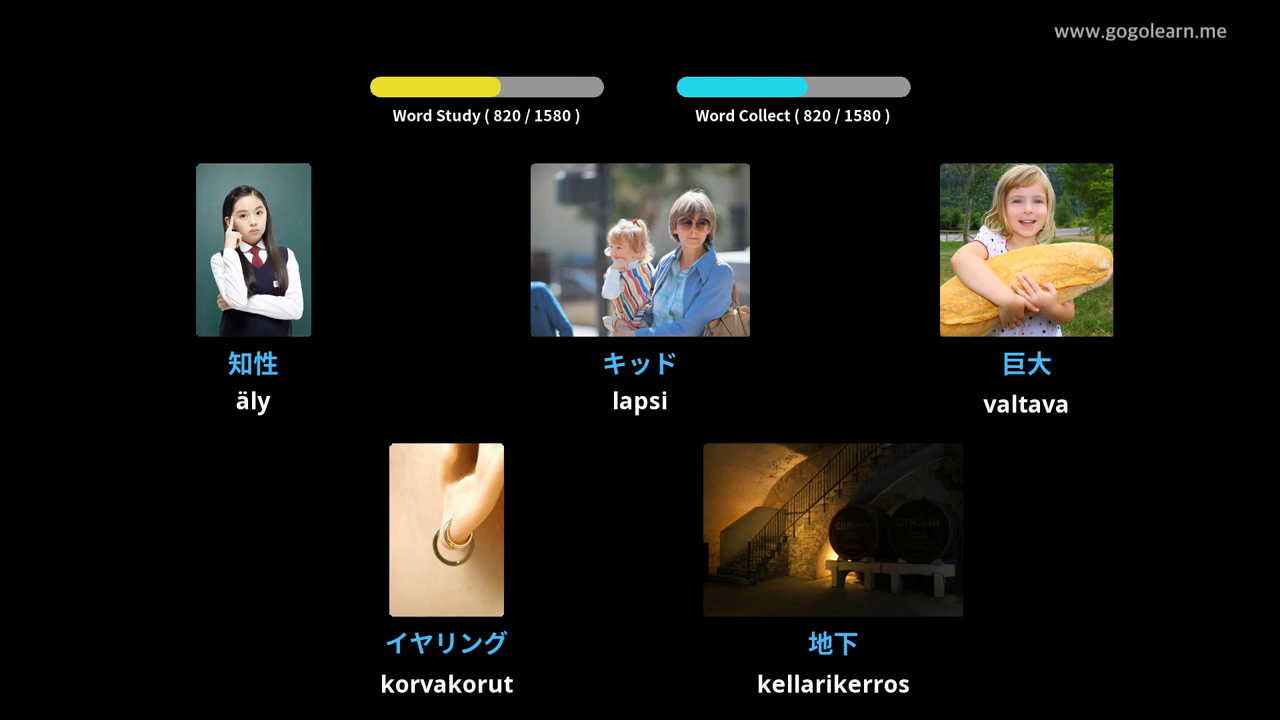 www.gogolearn.me
Word Study ( 820 / 1580 )
Word Collect ( 820 / 1580 )
知性
äly
キッド
lapsi
巨大
valtava
イヤリング
korvakorut
地下
kellarikerros